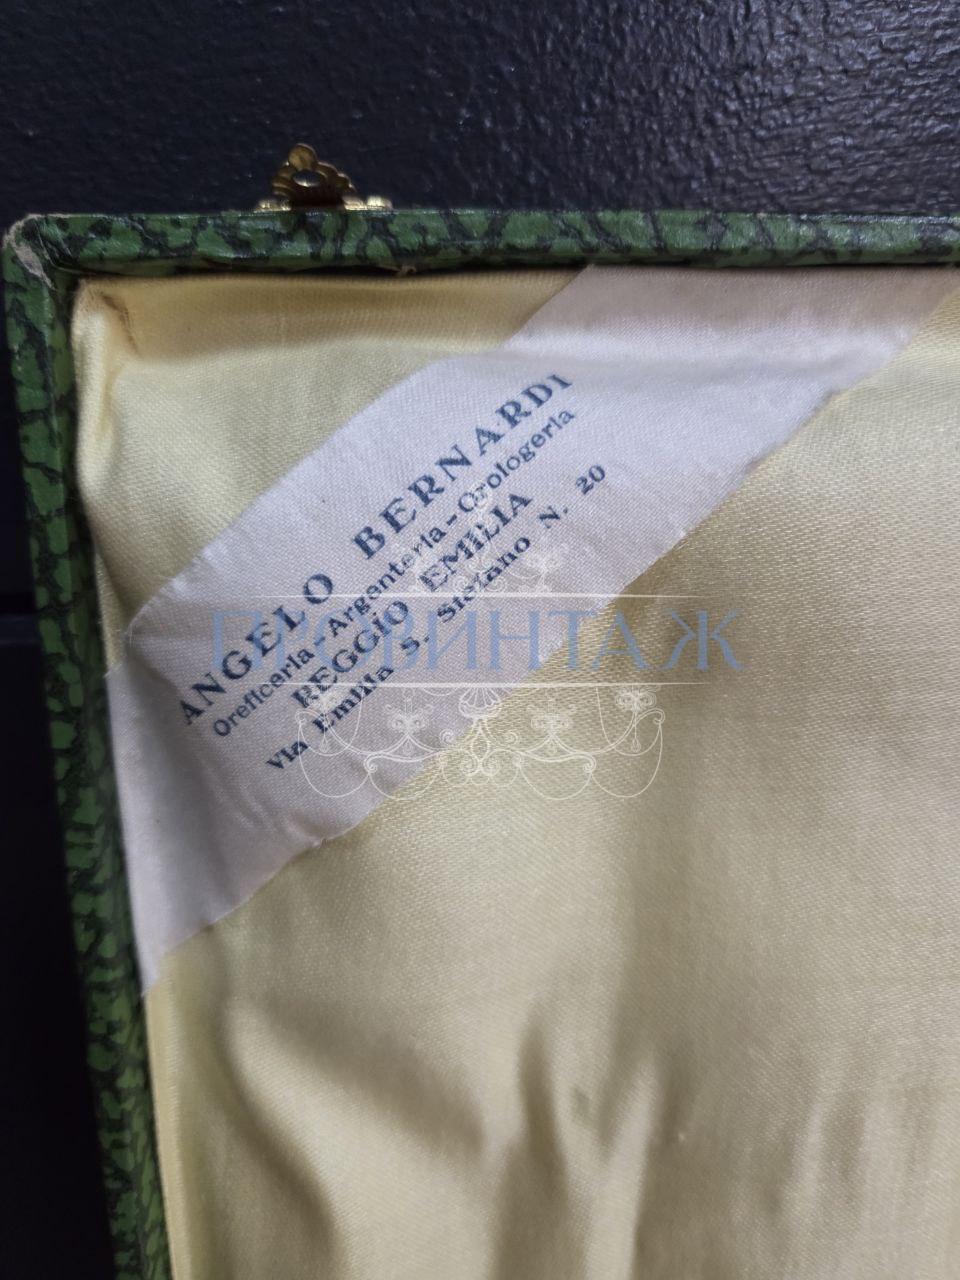 ANGELO BERNARDI
Oreficeria - Argenteria - Orologeria
REGGIO EMILIA
via Emilia S. Stefano N. 20
ПРОВИНТАЖ